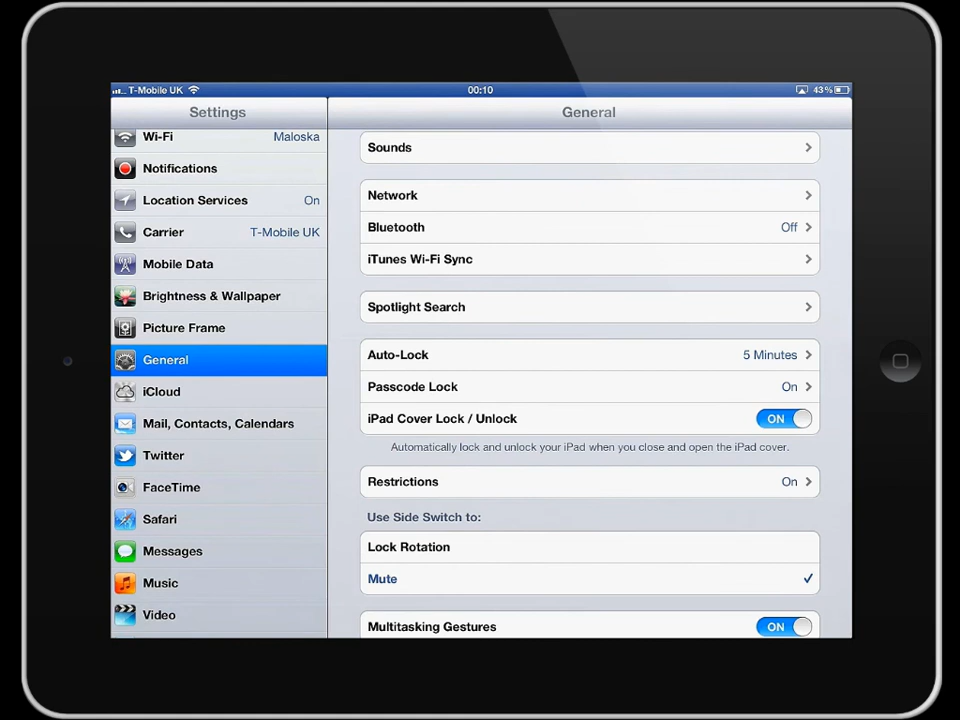 T-Mobile UK
00:10
43%
Settings
General
Wi-Fi Maloska
Notifications
Location Services On
Carrier T-Mobile UK
Mobile Data
Brightness & Wallpaper
Picture Frame
General
iCloud
Mail, Contacts, Calendars
Twitter
FaceTime
Safari
Messages
Music
Video
Sounds
Network
Bluetooth Off
iTunes Wi-Fi Sync
Spotlight Search
Auto-Lock 5 Minutes
Passcode Lock On
iPad Cover Lock / Unlock ON
Automatically lock and unlock your iPad when you close and open the iPad cover.
Restrictions On
Use Side Switch to:
Lock Rotation
Mute
Multitasking Gestures ON